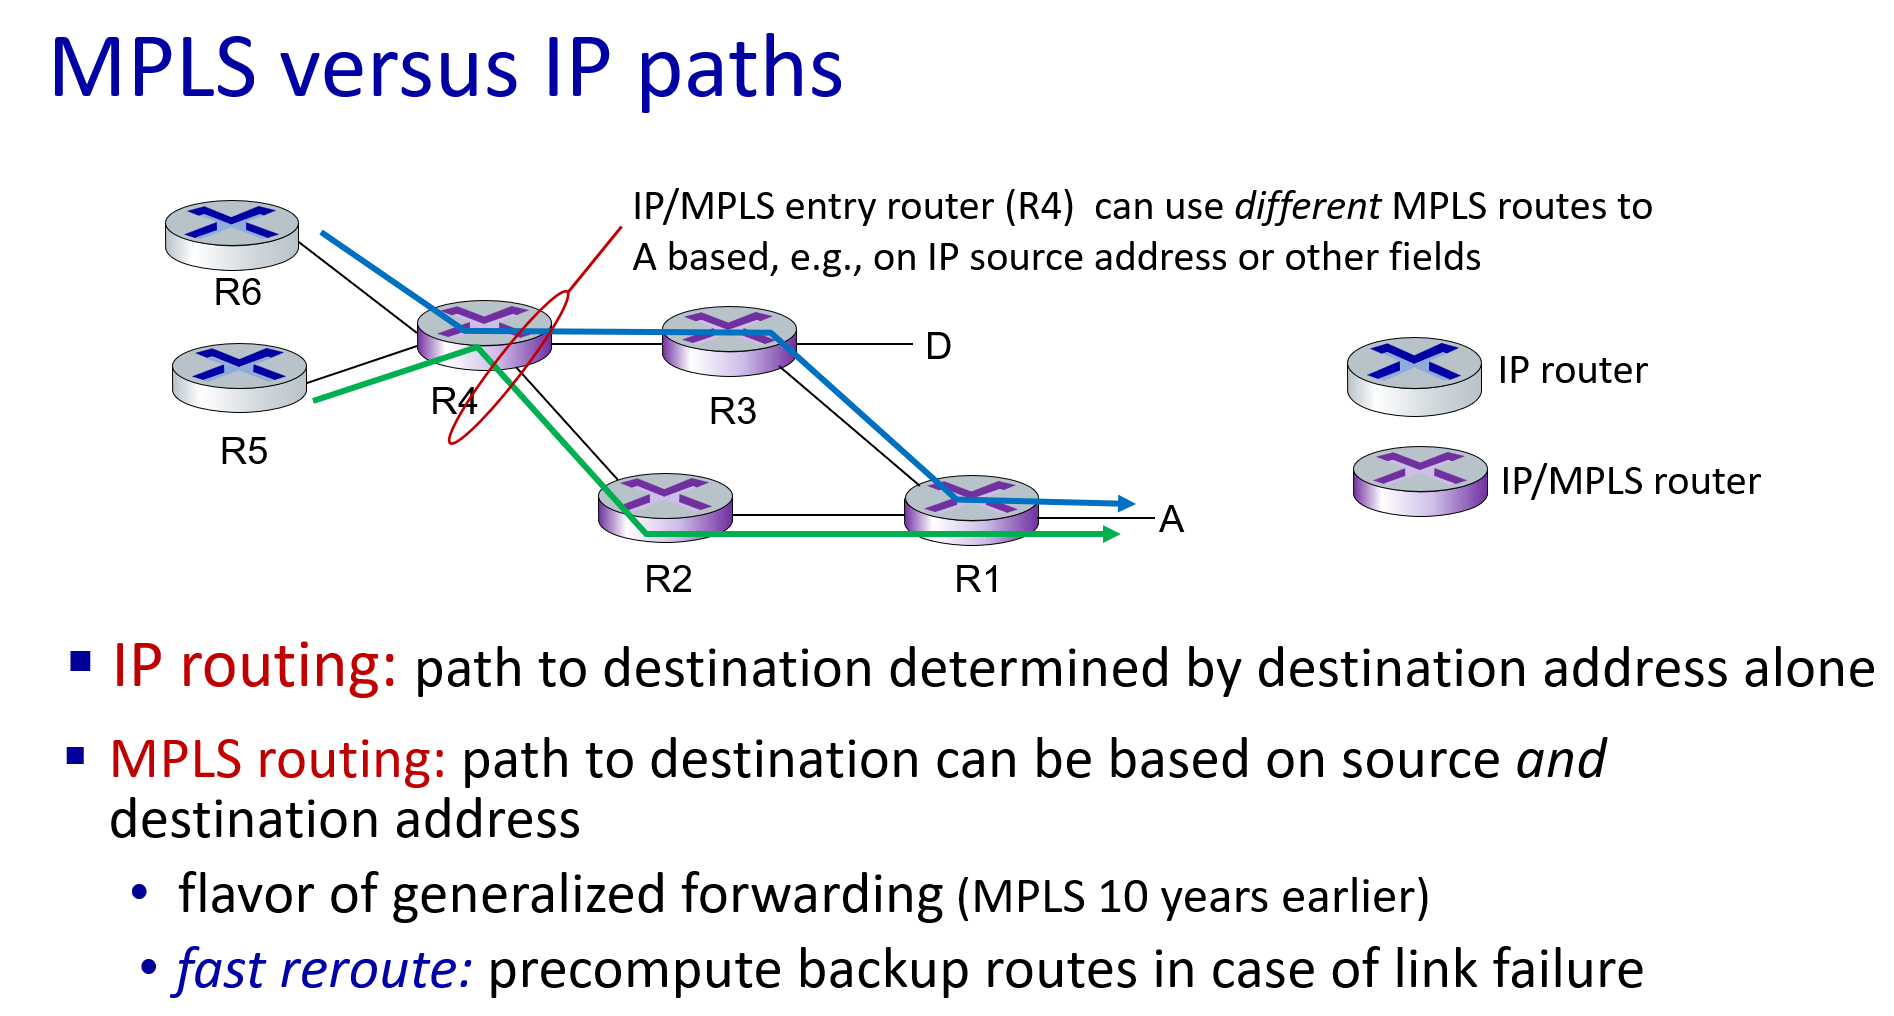 MPLS versus IP paths
IP/MPLS entry router (R4)  can use different MPLS routes to
A based, e.g., on IP source address or other fields
R6
R5
R4
R3
D
R2
R1
A
IP router
IP/MPLS router
▪ IP routing: path to destination determined by destination address alone
▪ MPLS routing: path to destination can be based on source and
destination address
• flavor of generalized forwarding (MPLS 10 years earlier)
• fast reroute: precompute backup routes in case of link failure